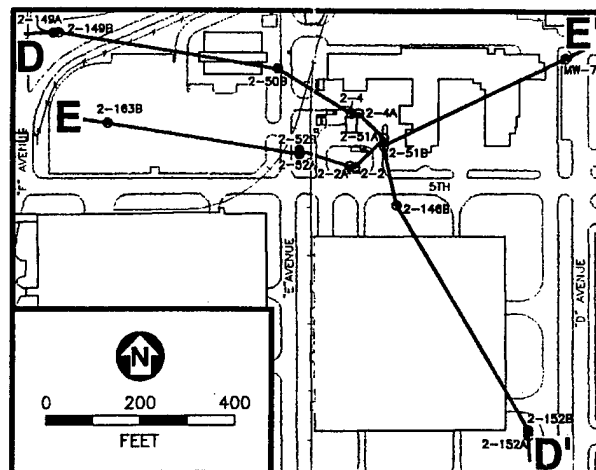 2-149A
2-149B
D
E'
MW-7
2-50B
2-4
2-4A
E
2-163B
2-51A
2-51B
2-52B
2-52A
2-2A
2-2
5TH
2-146B
"F" AVENUE
"E" AVENUE
"D" AVENUE
N
0 200 400
FEET
2-152B
2-152A
D'